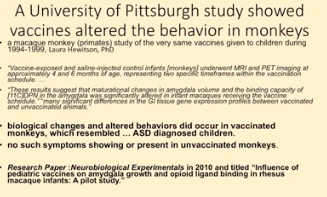 A University of Pittsburgh study showed
vaccines altered the behavior in monkeys
• a macaque monkey (primates) study of the very same vaccines given to children during
1994-1999. Laura Hewitson, PhD
• "Vaccine-exposed and saline-injected control infants [monkeys] underwent MRI and PET imaging at
approximately 4 and 6 months of age, representing two specific timeframes within the vaccination
schedule. …
• "These results suggest that maturational changes in amygdala volume and the binding capacity of
[11C]DPN in the amygdala was significantly altered in infant macaques receiving the vaccine
schedule." "many significant differences in the GI tissue gene expression profiles between vaccinated
and unvaccinated animals."
• biological changes and altered behaviors did occur in vaccinated
monkeys, which resembled … ASD diagnosed children.
• no such symptoms showing or present in unvaccinated monkeys.
• Research Paper :Neurobiological Experimentals in 2010 and titled "Influence of
pediatric vaccines on amygdala growth and opioid ligand binding in rhesus
macaque infants: A pilot study."